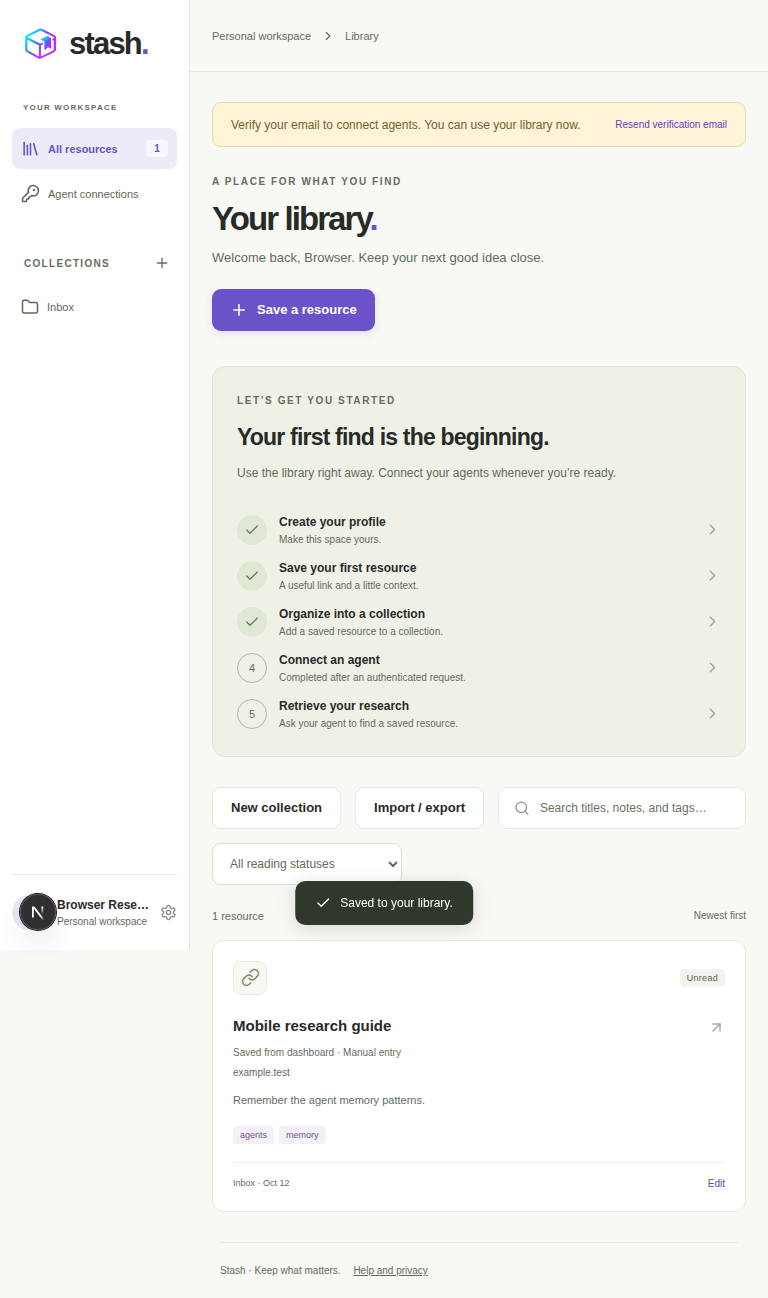 stash.
Personal workspace
Library
YOUR WORKSPACE
All resources
1
Agent connections
COLLECTIONS
Inbox
Verify your email to connect agents. You can use your library now.
Resend verification email
A PLACE FOR WHAT YOU FIND
Your library.
Welcome back, Browser. Keep your next good idea close.
Save a resource
LET'S GET YOU STARTED
Your first find is the beginning.
Use the library right away. Connect your agents whenever you're ready.
Create your profile
Make this space yours.
Save your first resource
A useful link and a little context.
Organize into a collection
Add a saved resource to a collection.
4
Connect an agent
Completed after an authenticated request.
5
Retrieve your research
Ask your agent to find a saved resource.
New collection
Import / export
Search titles, notes, and tags…
All reading statuses
Saved to your library.
1 resource
Newest first
Unread
Mobile research guide
Saved from dashboard · Manual entry
example.test
Remember the agent memory patterns.
agents
memory
Inbox · Oct 12
Edit
N
Browser Rese…
Personal workspace
Stash · Keep what matters.
Help and privacy